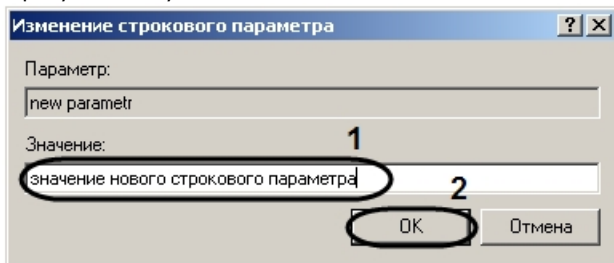 Изменение строкового параметра ? X
Параметр:
new parametr
Значение: 1
значение нового строкового параметра
2
OK Отмена